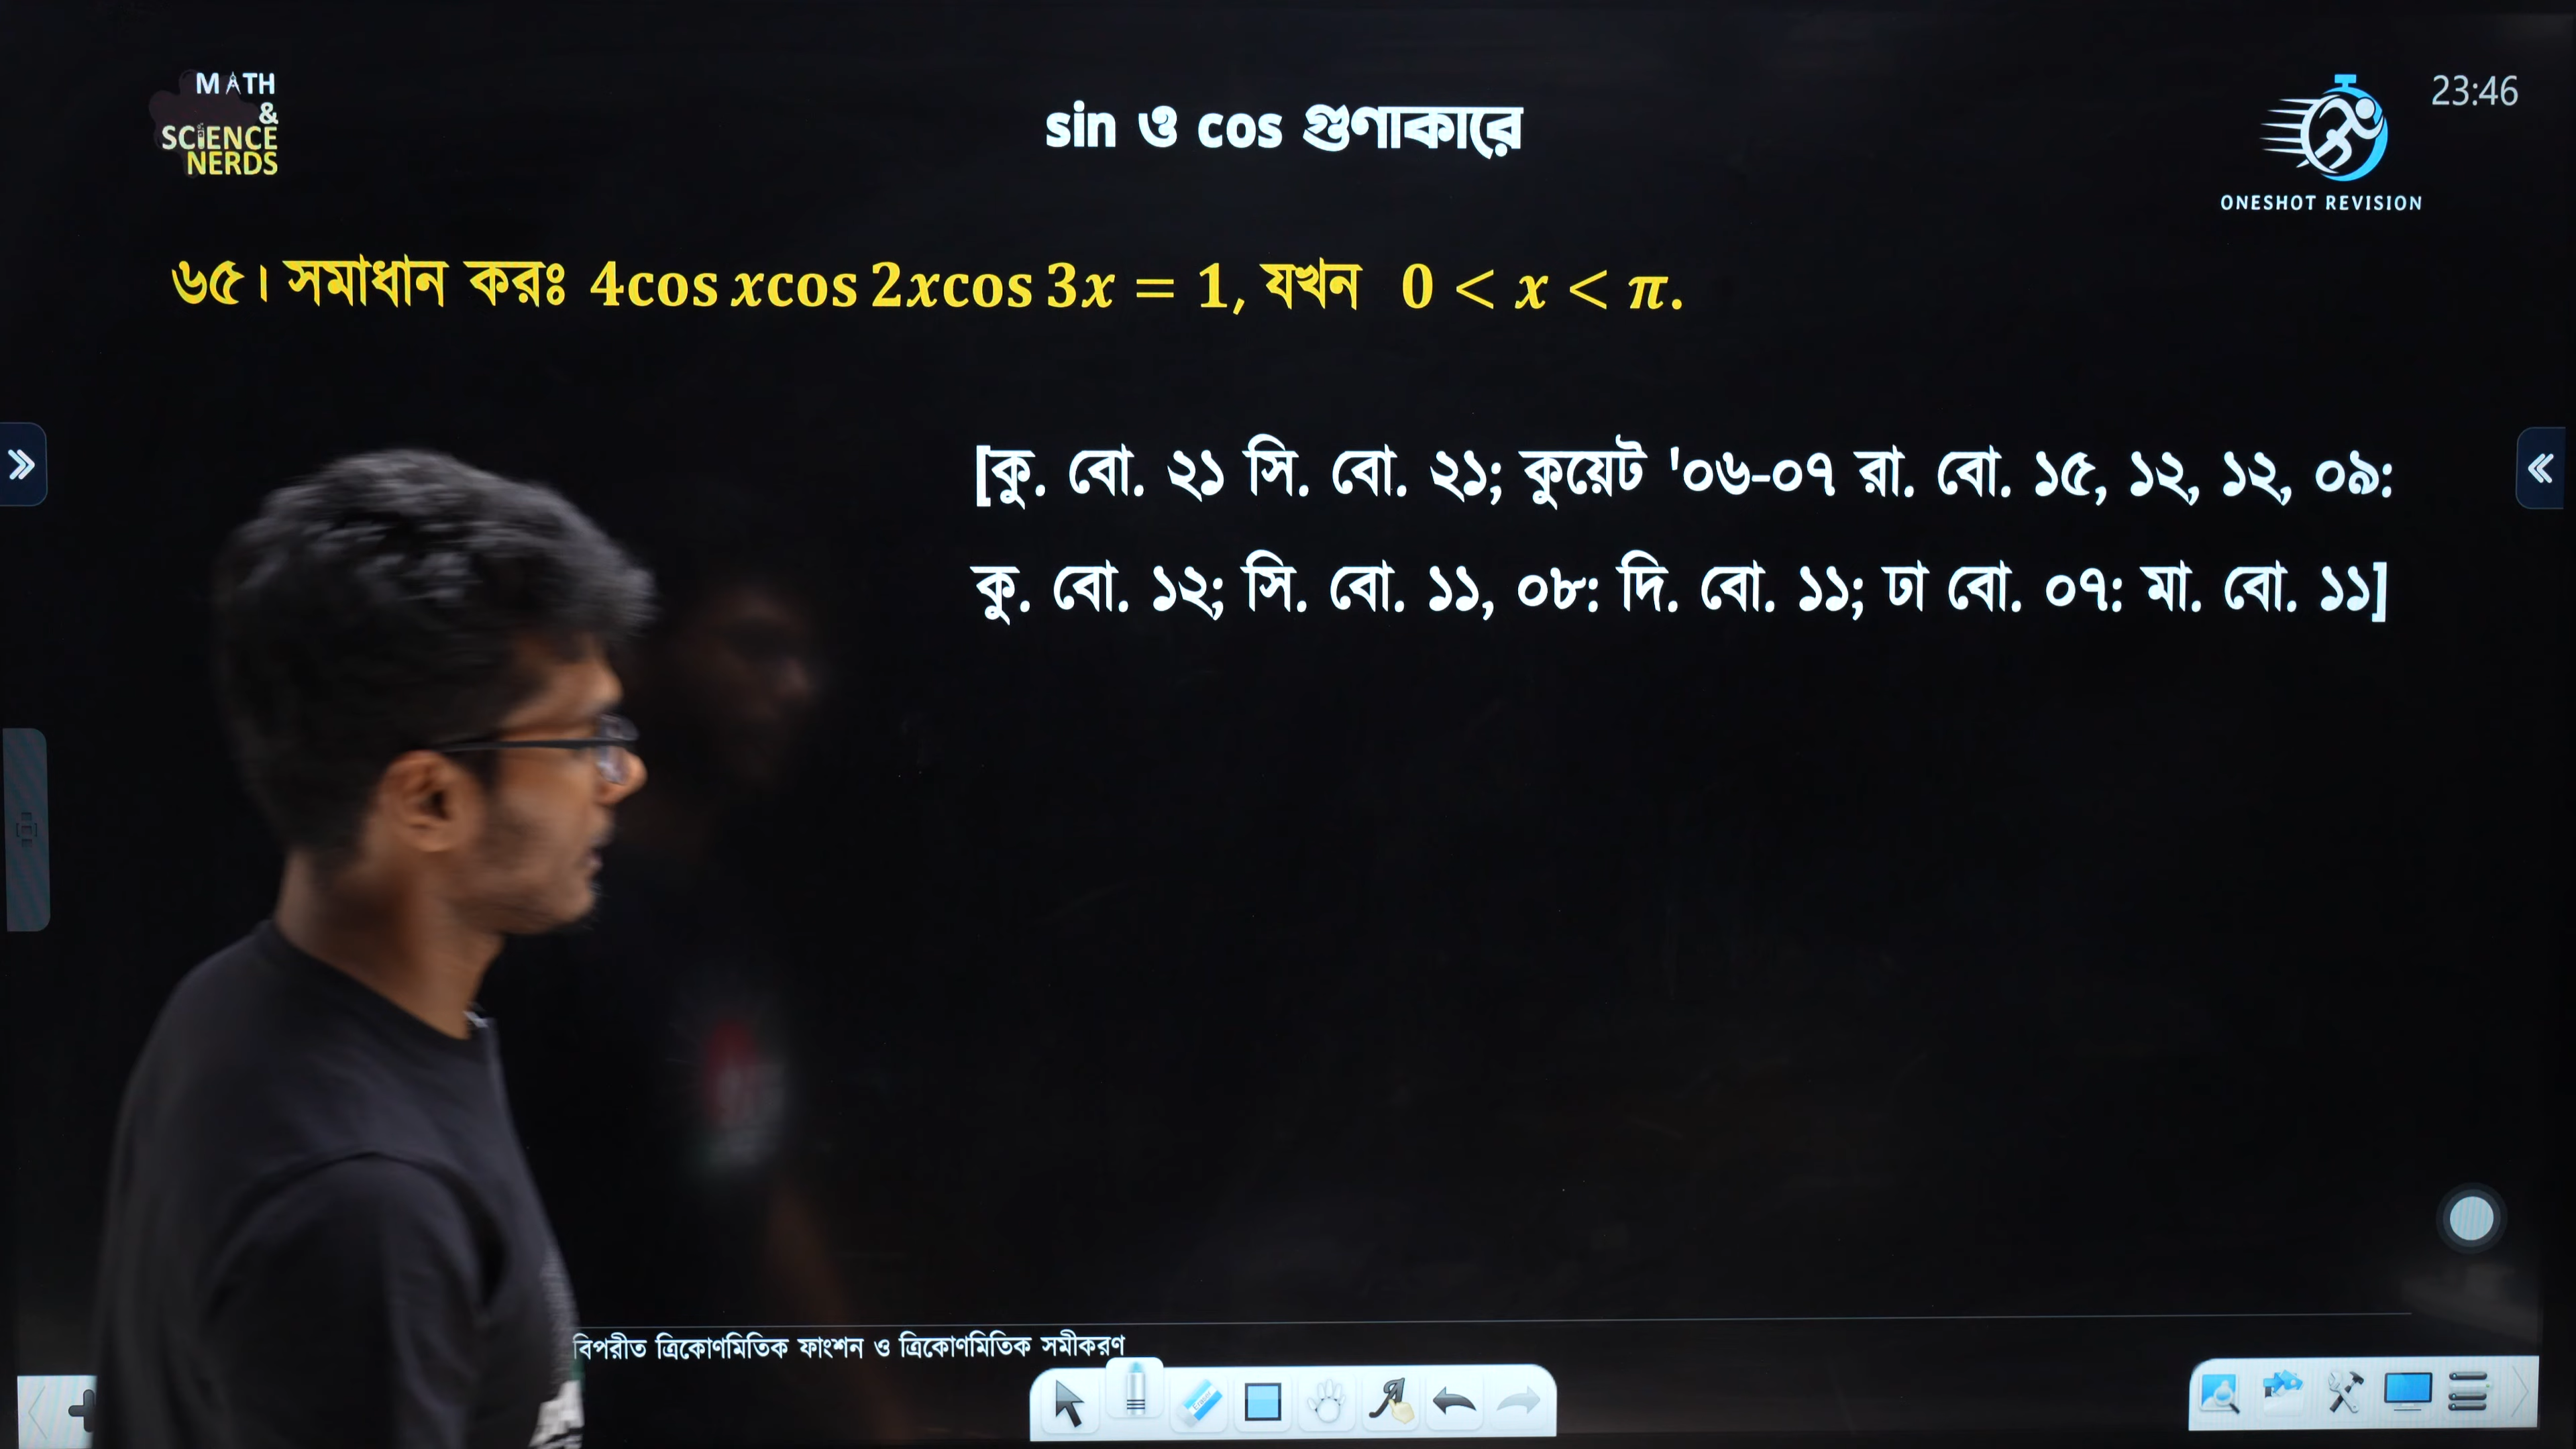 MATH
&
SCIENCE
NERDS
sin ও cos গুণাকারে
23:46
ONESHOT REVISION
৬৫। সমাধান করঃ 4cos xcos 2xcos 3x = 1, যখন 0 < x < π.
[কু. বো. ২১ সি. বো. ২১; কুয়েট '০৬-০৭ রা. বো. ১৫, ১২, ১২, ০৯:
কু. বো. ১২; সি. বো. ১১, ০৮: দি. বো. ১১; ঢা বো. ০৭: মা. বো. ১১]
বিপরীত ত্রিকোণমিতিক ফাংশন ও ত্রিকোণমিতিক সমীকরণ